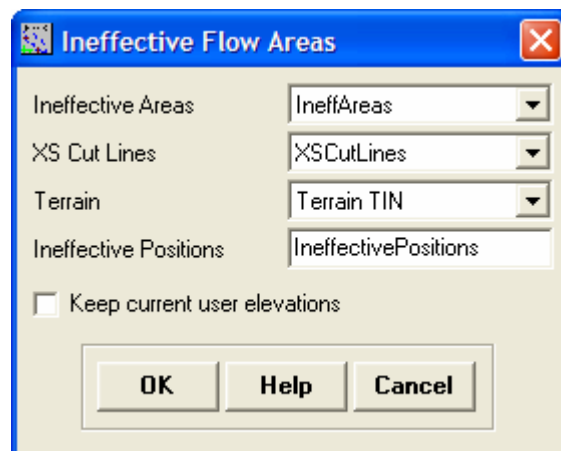 Ineffective Flow Areas
Ineffective Areas IneffAreas
XS Cut Lines XSCutLines
Terrain Terrain TIN
Ineffective Positions IneffectivePositions
Keep current user elevations
OK Help Cancel